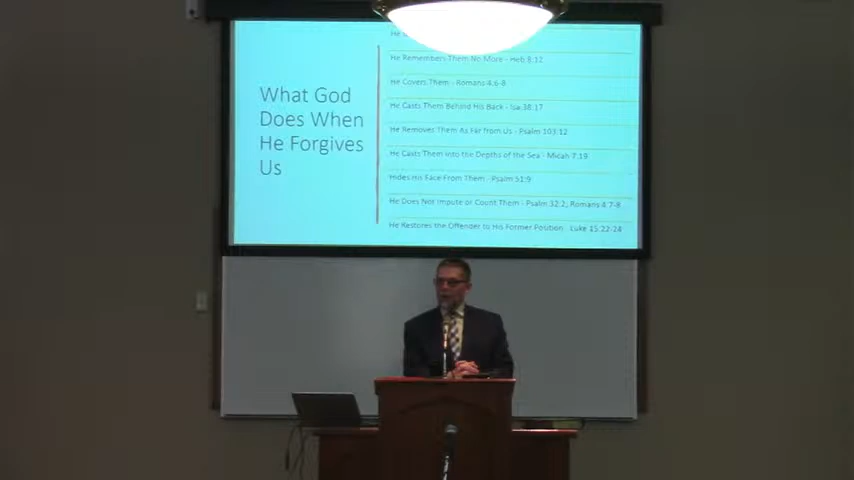 What God
Does When
He Forgives
Us
He
He Remembers Them No More - Heb 8:12
He Covers Them - Romans 4:6-8
He Casts Them Behind His Back - Isa 38:17
He Removes Them As Far from Us - Psalm 103:12
He Casts Them into the Depths of the Sea - Micah 7:19
Hides His Face From Them - Psalm 51:9
He Does Not Impute or Count Them - Psalm 32:2, Romans 4:7-8
He Restores the Offender to His Former Position Luke 15:22-24